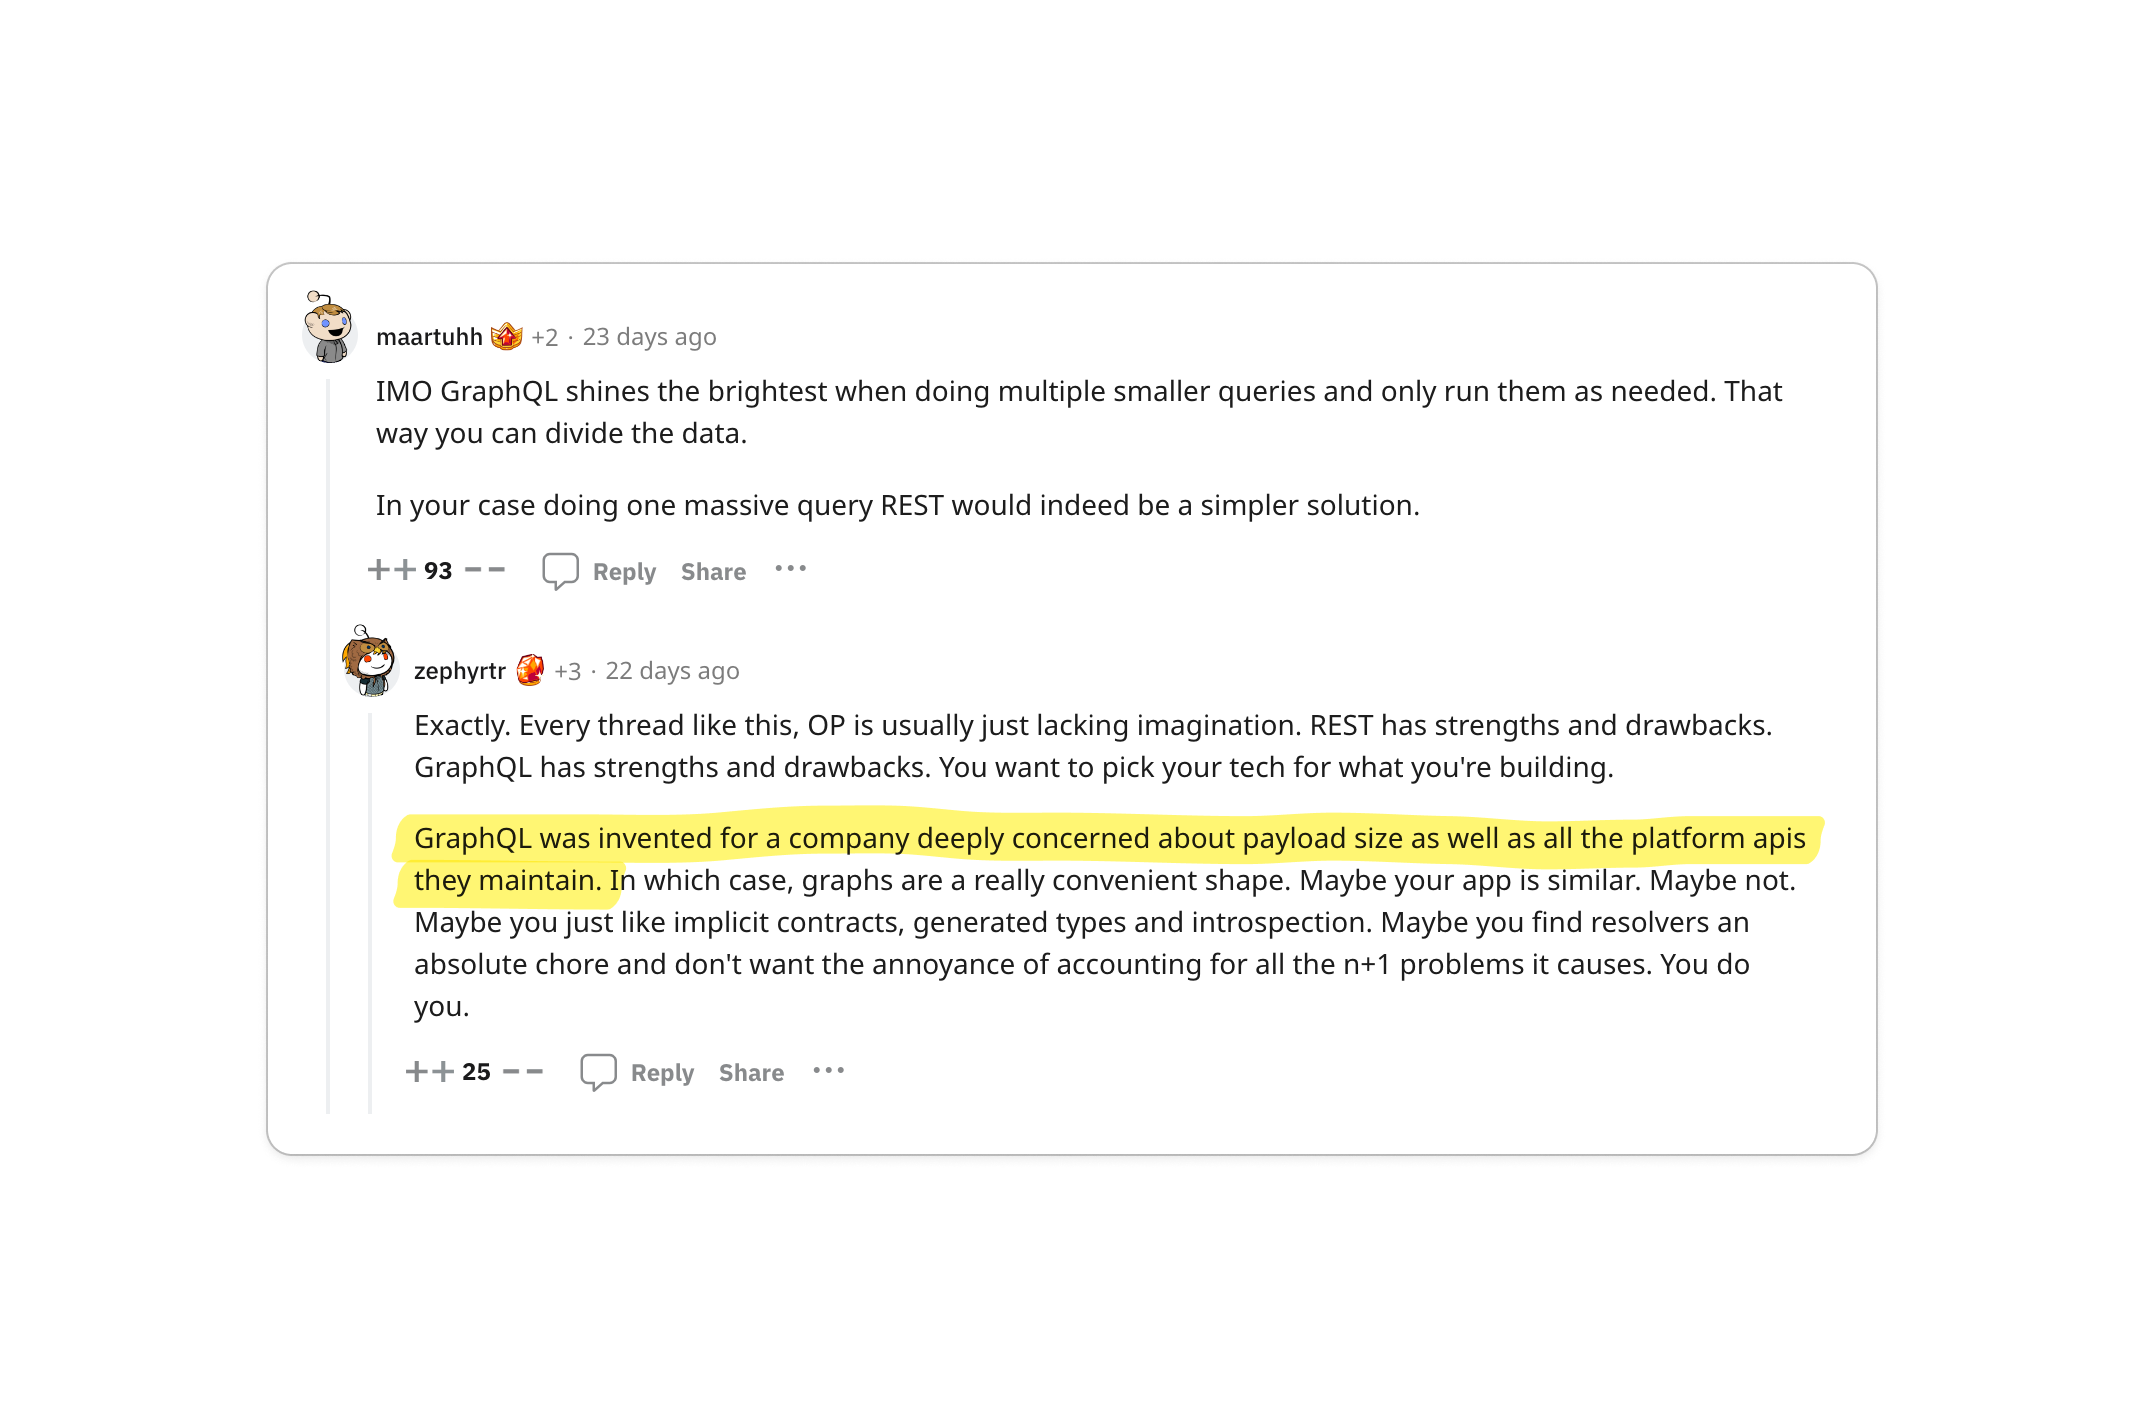 maartuhh +2 · 23 days ago
IMO GraphQL shines the brightest when doing multiple smaller queries and only run them as needed. That
way you can divide the data.
In your case doing one massive query REST would indeed be a simpler solution.
++ 93 −− Reply Share ···
zephyrtr +3 · 22 days ago
Exactly. Every thread like this, OP is usually just lacking imagination. REST has strengths and drawbacks.
GraphQL has strengths and drawbacks. You want to pick your tech for what you're building.
GraphQL was invented for a company deeply concerned about payload size as well as all the platform apis
they maintain. In which case, graphs are a really convenient shape. Maybe your app is similar. Maybe not.
Maybe you just like implicit contracts, generated types and introspection. Maybe you find resolvers an
absolute chore and don't want the annoyance of accounting for all the n+1 problems it causes. You do
you.
++ 25 −− Reply Share ···